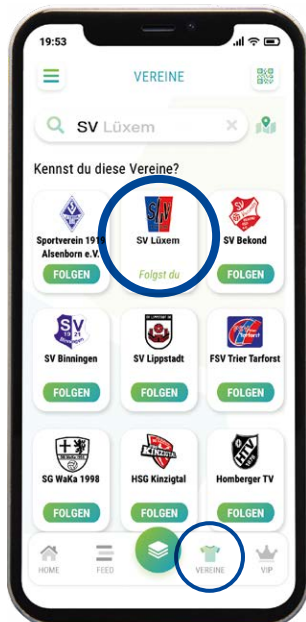 19:53
VEREINE
SV Lüxem
Kennst du diese Vereine?
Sportverein 1919
Alsenborn e.V.
FOLGEN
SV Lüxem
Folgst du
SV Bekond
FOLGEN
SV Binningen
FOLGEN
SV Lippstadt
FOLGEN
FSV Trier Tarforst
FOLGEN
SG WaKa 1998
FOLGEN
KINZIGTAL
HSG Kinzigtal
FOLGEN
Homberger TV
FOLGEN
HOME
FEED
VEREINE
VIP